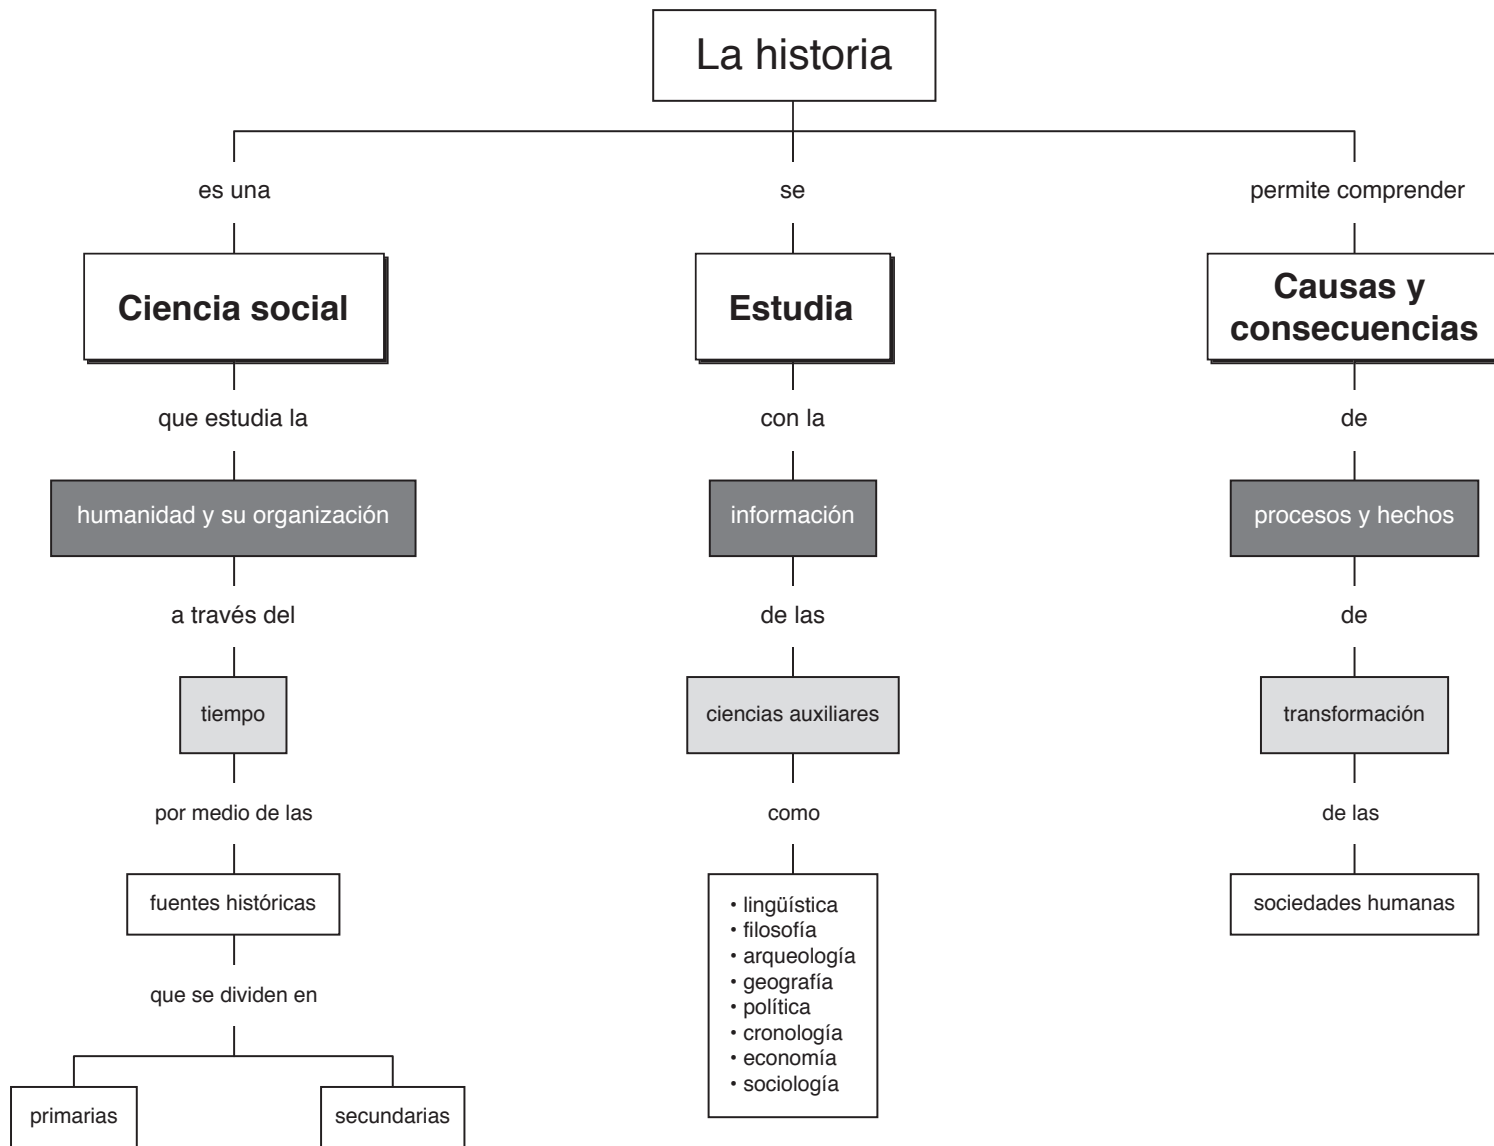 La historia
es una
se
permite comprender
Ciencia social
Estudia
Causas y
consecuencias
que estudia la
con la
de
humanidad y su organización
información
procesos y hechos
a través del
de las
de
tiempo
ciencias auxiliares
transformación
por medio de las
como
de las
fuentes históricas
• lingüística
• filosofía
• arqueología
• geografía
• política
• cronología
• economía
• sociología
sociedades humanas
que se dividen en
primarias
secundarias